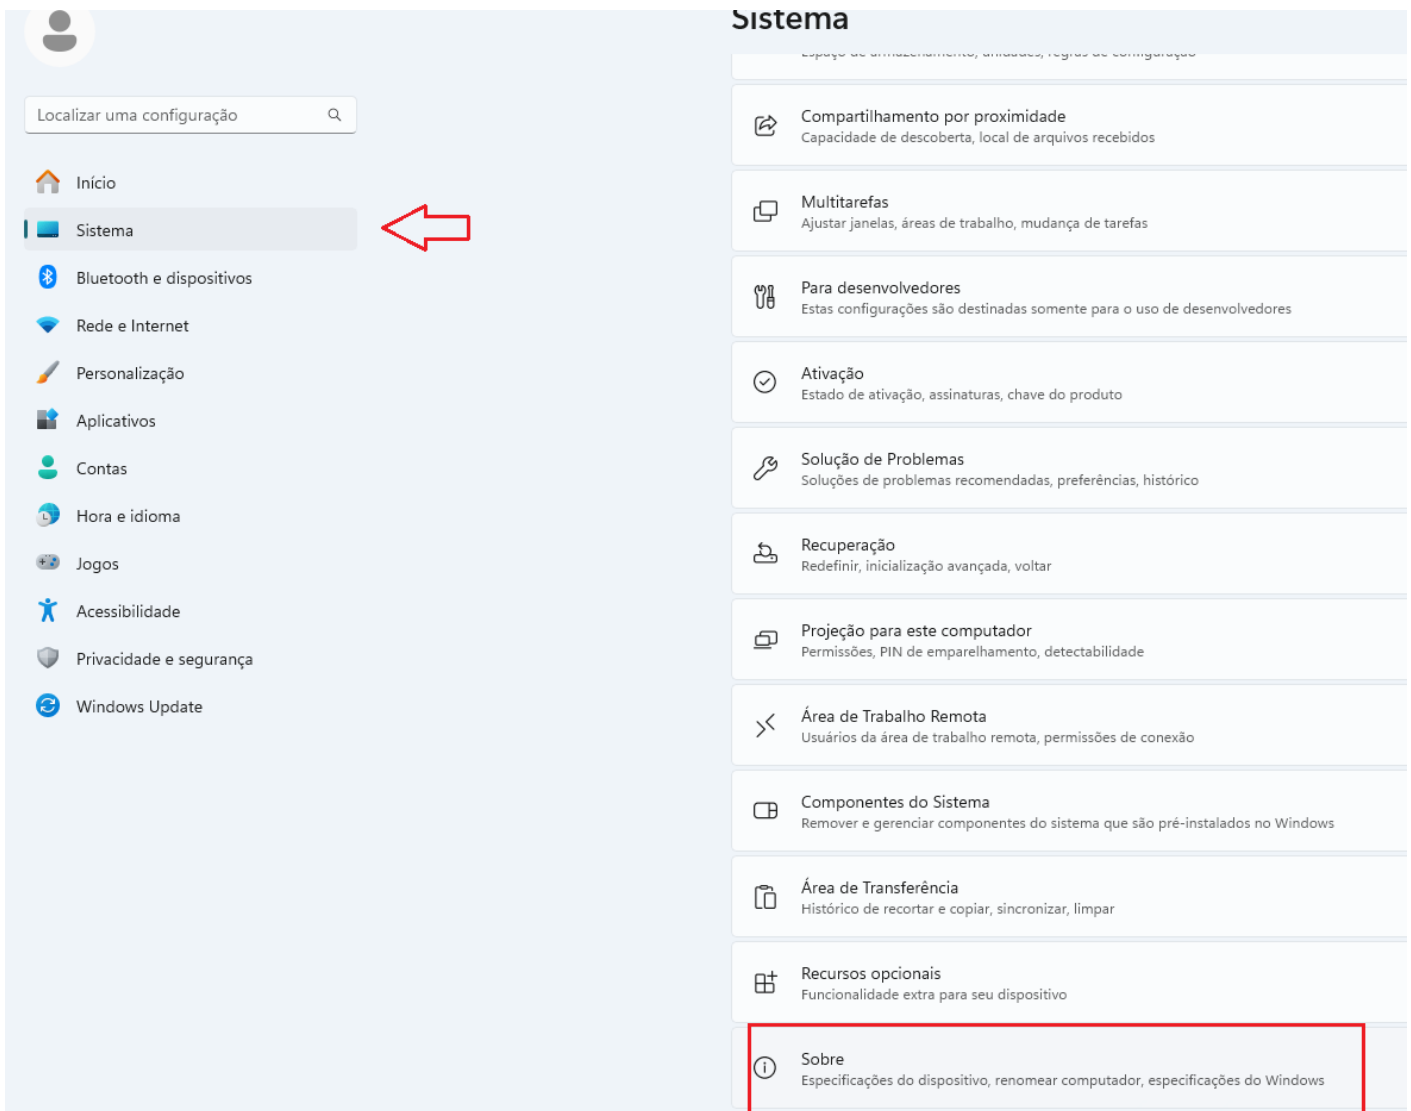 Sistema
Espaço de armazenamento, unidades, regras de configuração
Localizar uma configuração
Início
Sistema
Bluetooth e dispositivos
Rede e Internet
Personalização
Aplicativos
Contas
Hora e idioma
Jogos
Acessibilidade
Privacidade e segurança
Windows Update
Compartilhamento por proximidade
Capacidade de descoberta, local de arquivos recebidos
Multitarefas
Ajustar janelas, áreas de trabalho, mudança de tarefas
Para desenvolvedores
Estas configurações são destinadas somente para o uso de desenvolvedores
Ativação
Estado de ativação, assinaturas, chave do produto
Solução de Problemas
Soluções de problemas recomendadas, preferências, histórico
Recuperação
Redefinir, inicialização avançada, voltar
Projeção para este computador
Permissões, PIN de emparelhamento, detectabilidade
Área de Trabalho Remota
Usuários da área de trabalho remota, permissões de conexão
Componentes do Sistema
Remover e gerenciar componentes do sistema que são pré-instalados no Windows
Área de Transferência
Histórico de recortar e copiar, sincronizar, limpar
Recursos opcionais
Funcionalidade extra para seu dispositivo
Sobre
Especificações do dispositivo, renomear computador, especificações do Windows